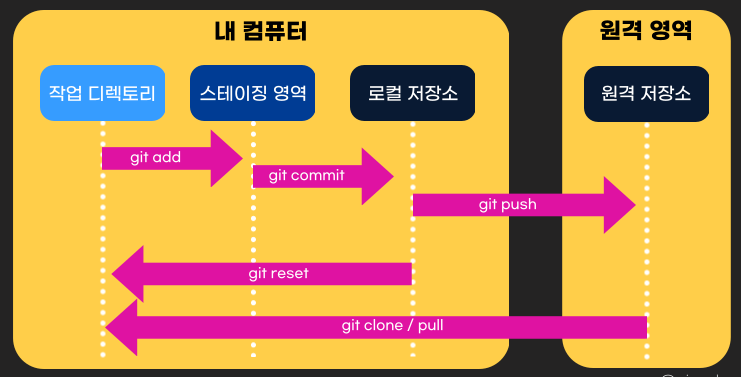 내 컴퓨터
원격 영역
작업 디렉토리
스테이징 영역
로컬 저장소
원격 저장소
git add
git commit
git push
git reset
git clone / pull